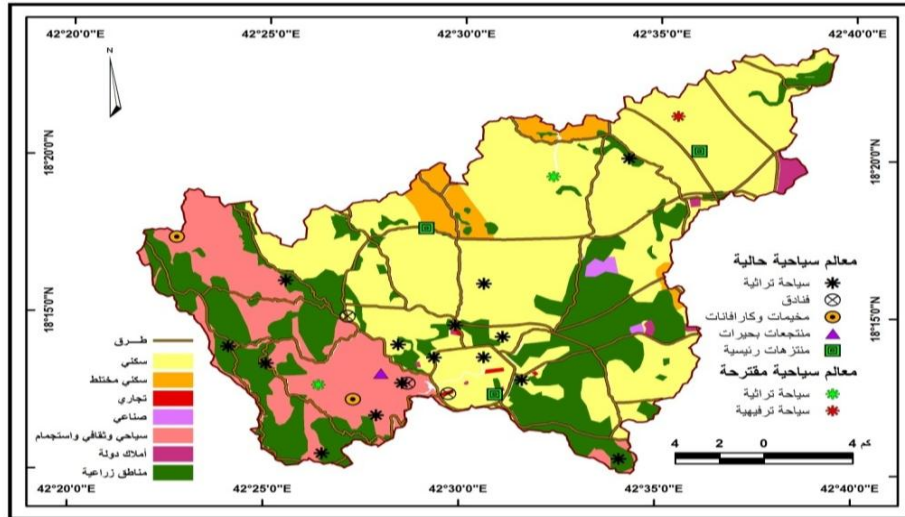 42°20'0"E 42°25'0"E 42°30'0"E 42°35'0"E 42°40'0"E
N
18°20'0"N 18°20'0"N
18°15'0"N 18°15'0"N
معالم سياحية حالية
سياحة تراثية
فنادق
مخيمات وكارافانات
منتجعات بحيرات
منتزهات رئيسية
معالم سياحية مقترحة
سياحة تراثية
سياحة ترفيهية
طــرق
سكني
سكني مختلط
تجاري
صناعي
سياحي وثقافي واستجمام
أملاك دولة
مناطق زراعية
4 2 0 4 كم
42°20'0"E 42°25'0"E 42°30'0"E 42°35'0"E 42°40'0"E